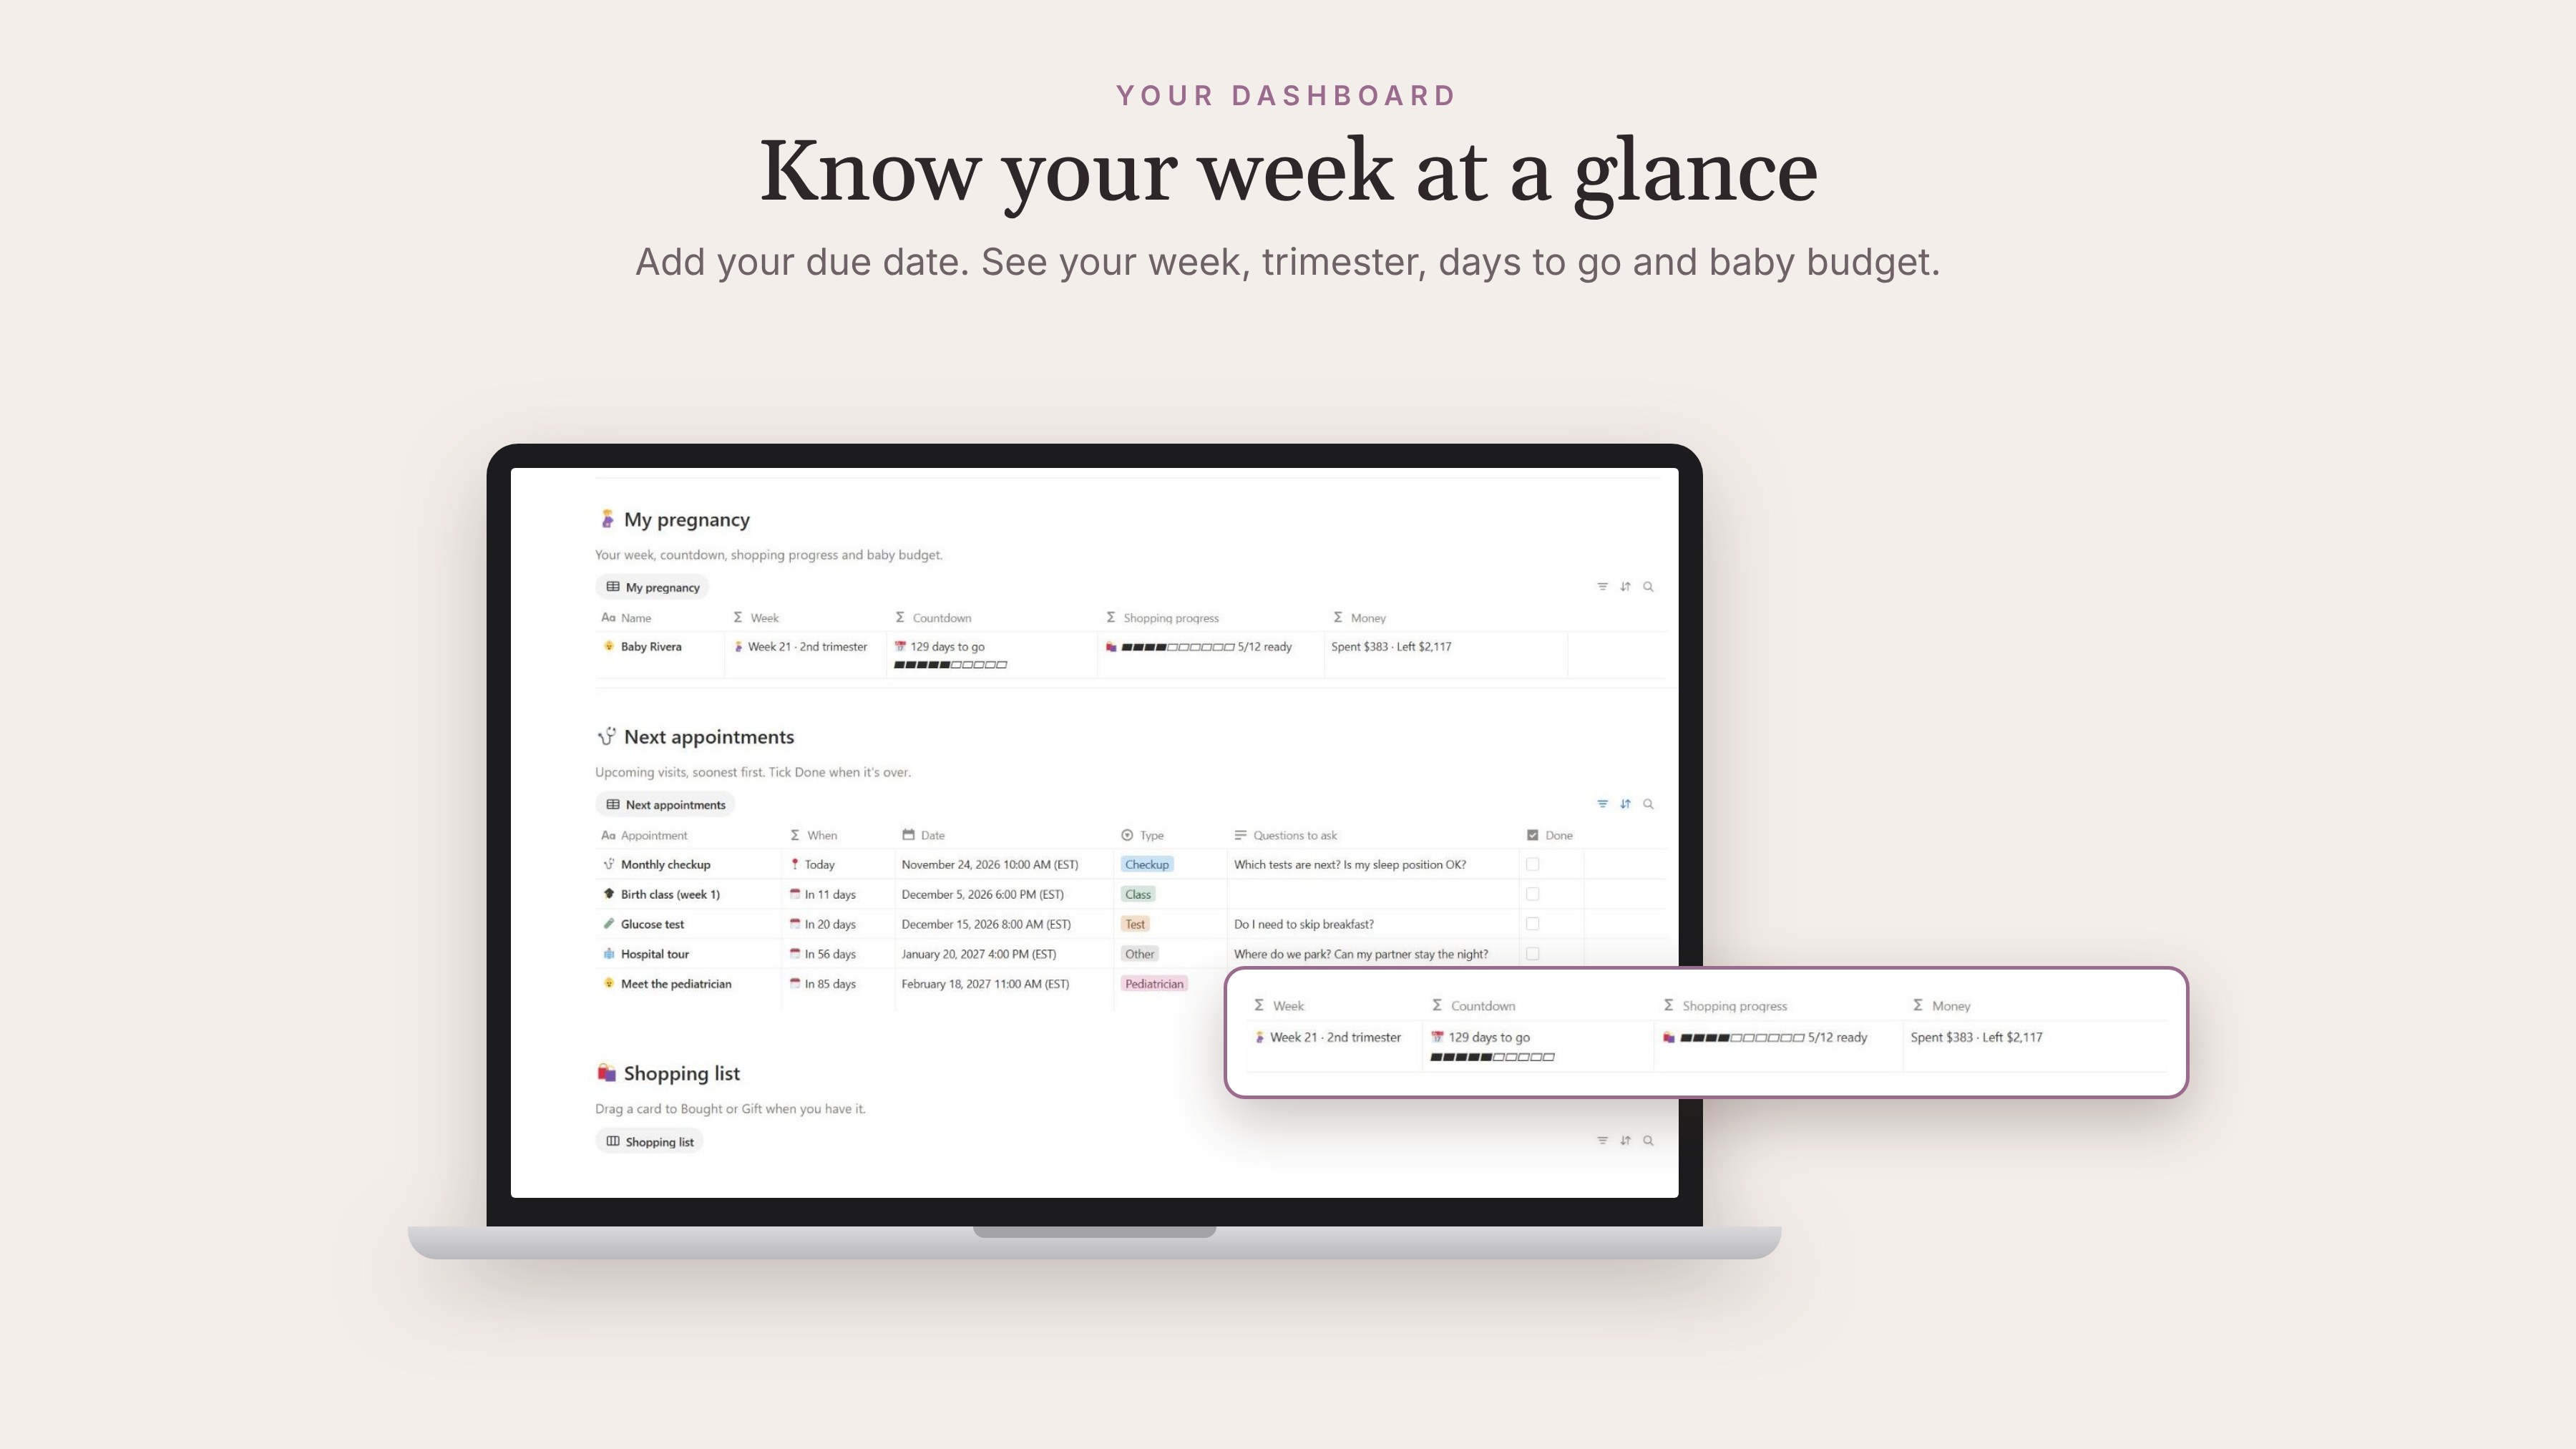 YOUR DASHBOARD
Know your week at a glance
Add your due date. See your week, trimester, days to go and baby budget.
My pregnancy
Your week, countdown, shopping progress and baby budget.
My pregnancy
Aa Name Σ Week Σ Countdown Σ Shopping progress Σ Money
Baby Rivera Week 21 · 2nd trimester 129 days to go 5/12 ready Spent $383 · Left $2,117
Next appointments
Upcoming visits, soonest first. Tick Done when it's over.
Next appointments
Aa Appointment Σ When Date Type Questions to ask Done
Monthly checkup Today November 24, 2026 10:00 AM (EST) Checkup Which tests are next? Is my sleep position OK?
Birth class (week 1) In 11 days December 5, 2026 6:00 PM (EST) Class
Glucose test In 20 days December 15, 2026 8:00 AM (EST) Test Do I need to skip breakfast?
Hospital tour In 56 days January 20, 2027 4:00 PM (EST) Other Where do we park? Can my partner stay the night?
Meet the pediatrician In 85 days February 18, 2027 11:00 AM (EST) Pediatrician
Σ Week Σ Countdown Σ Shopping progress Σ Money
Week 21 · 2nd trimester 129 days to go 5/12 ready Spent $383 · Left $2,117
Shopping list
Drag a card to Bought or Gift when you have it.
Shopping list